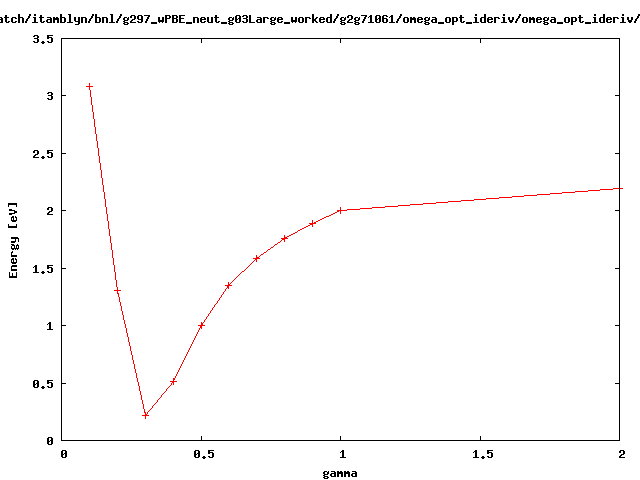 atch/itamblyn/bnl/g297_wPBE_neut_g03Large_worked/g2g71061/omega_opt_ideriv/omega_opt_ideriv/
3.5
3
2.5
2
1.5
1
0.5
0
Energy [eV]
0 0.5 1 1.5 2
gamma